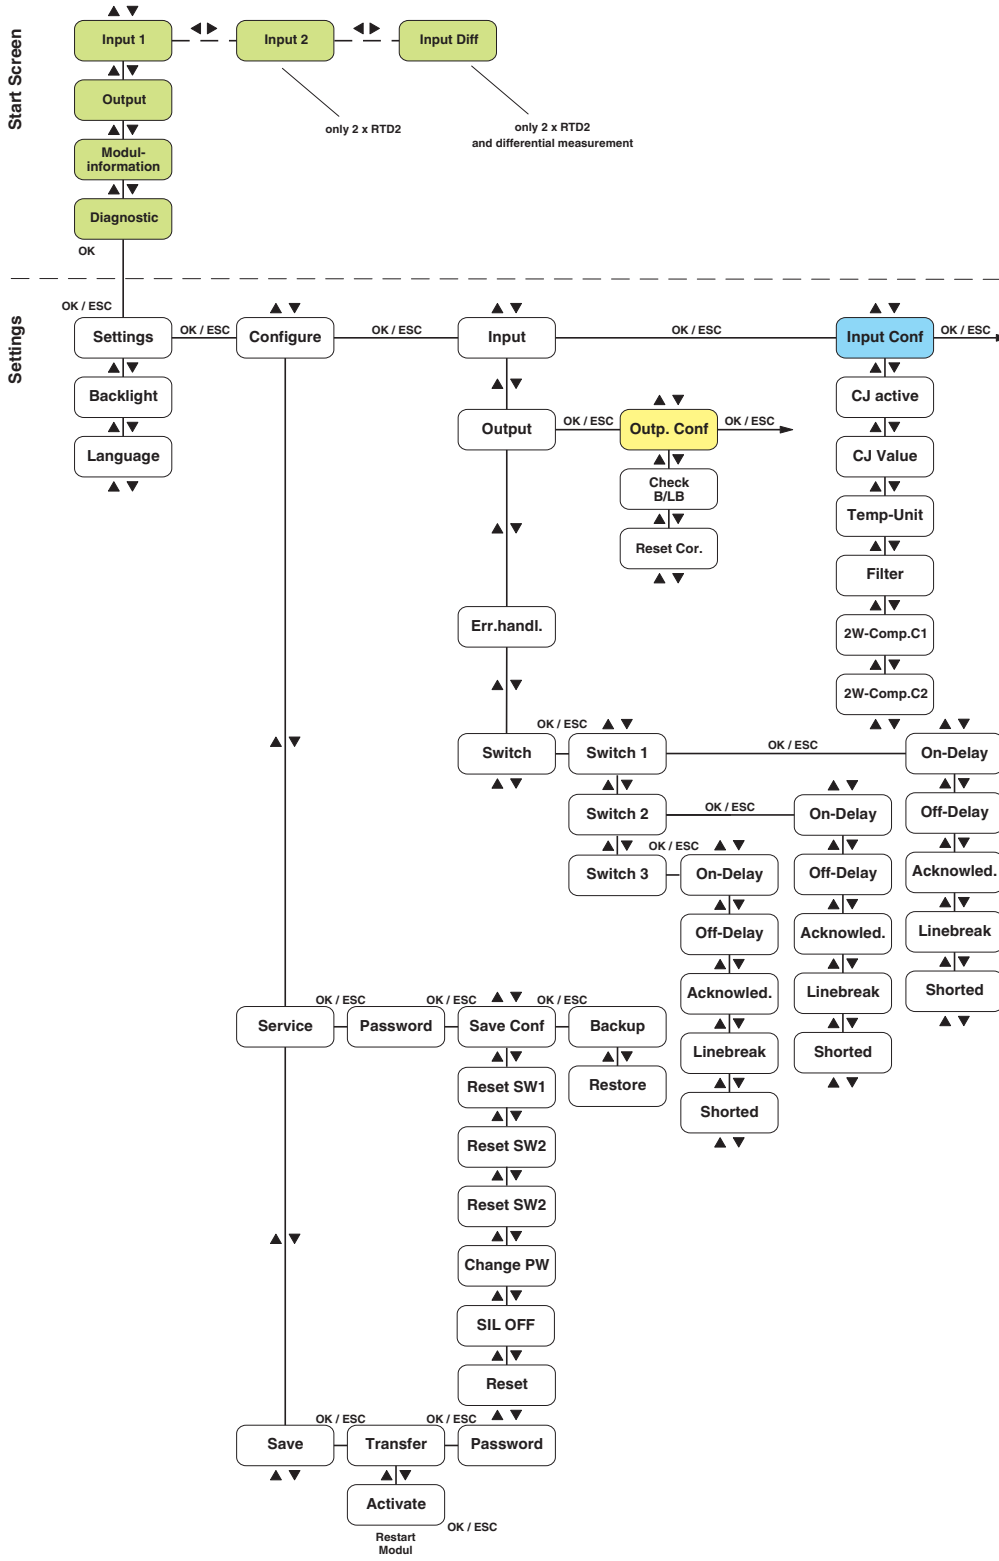 Start Screen
Input 1
Input 2
Input Diff
Output
only 2 x RTD2
only 2 x RTD2
and differential measurement
Modul-
information
Diagnostic
OK
Settings
OK / ESC
Settings
OK / ESC
Configure
OK / ESC
Input
OK / ESC
Input Conf
OK / ESC
Backlight
CJ active
Language
Output
OK / ESC
Outp. Conf
OK / ESC
CJ Value
Check
B/LB
Temp-Unit
Reset Cor.
Filter
Err.handl.
2W-Comp.C1
2W-Comp.C2
OK / ESC
Switch
Switch 1
OK / ESC
On-Delay
Switch 2
OK / ESC
On-Delay
Off-Delay
OK / ESC
Switch 3
On-Delay
Off-Delay
Acknowled.
Off-Delay
Acknowled.
Linebreak
Acknowled.
Linebreak
Shorted
OK / ESC
OK / ESC
OK / ESC
Service
Password
Save Conf
Backup
Linebreak
Shorted
Reset SW1
Restore
Shorted
Reset SW2
Reset SW2
Change PW
SIL OFF
Reset
OK / ESC
OK / ESC
Save
Transfer
Password
Activate
OK / ESC
Restart
Modul